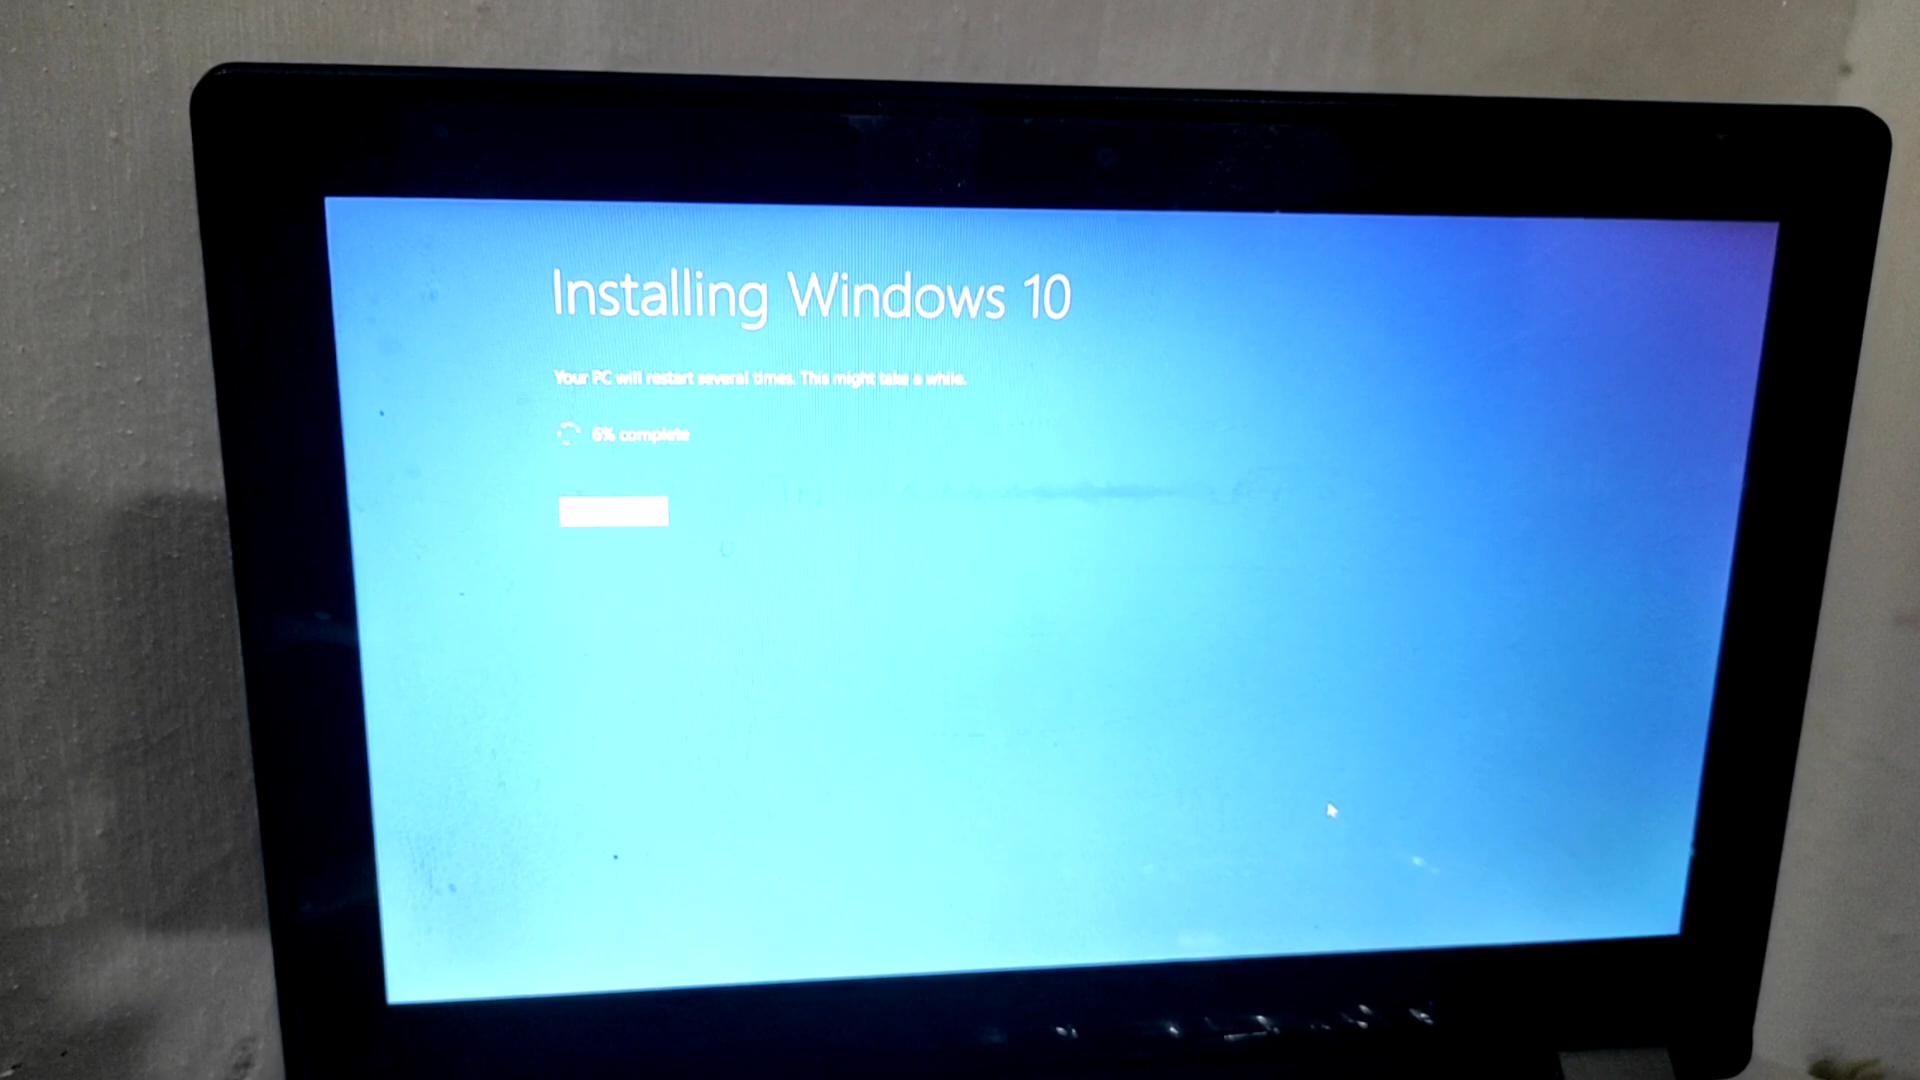 Installing Windows 10
Your PC will restart several times. This might take a while.
6% complete